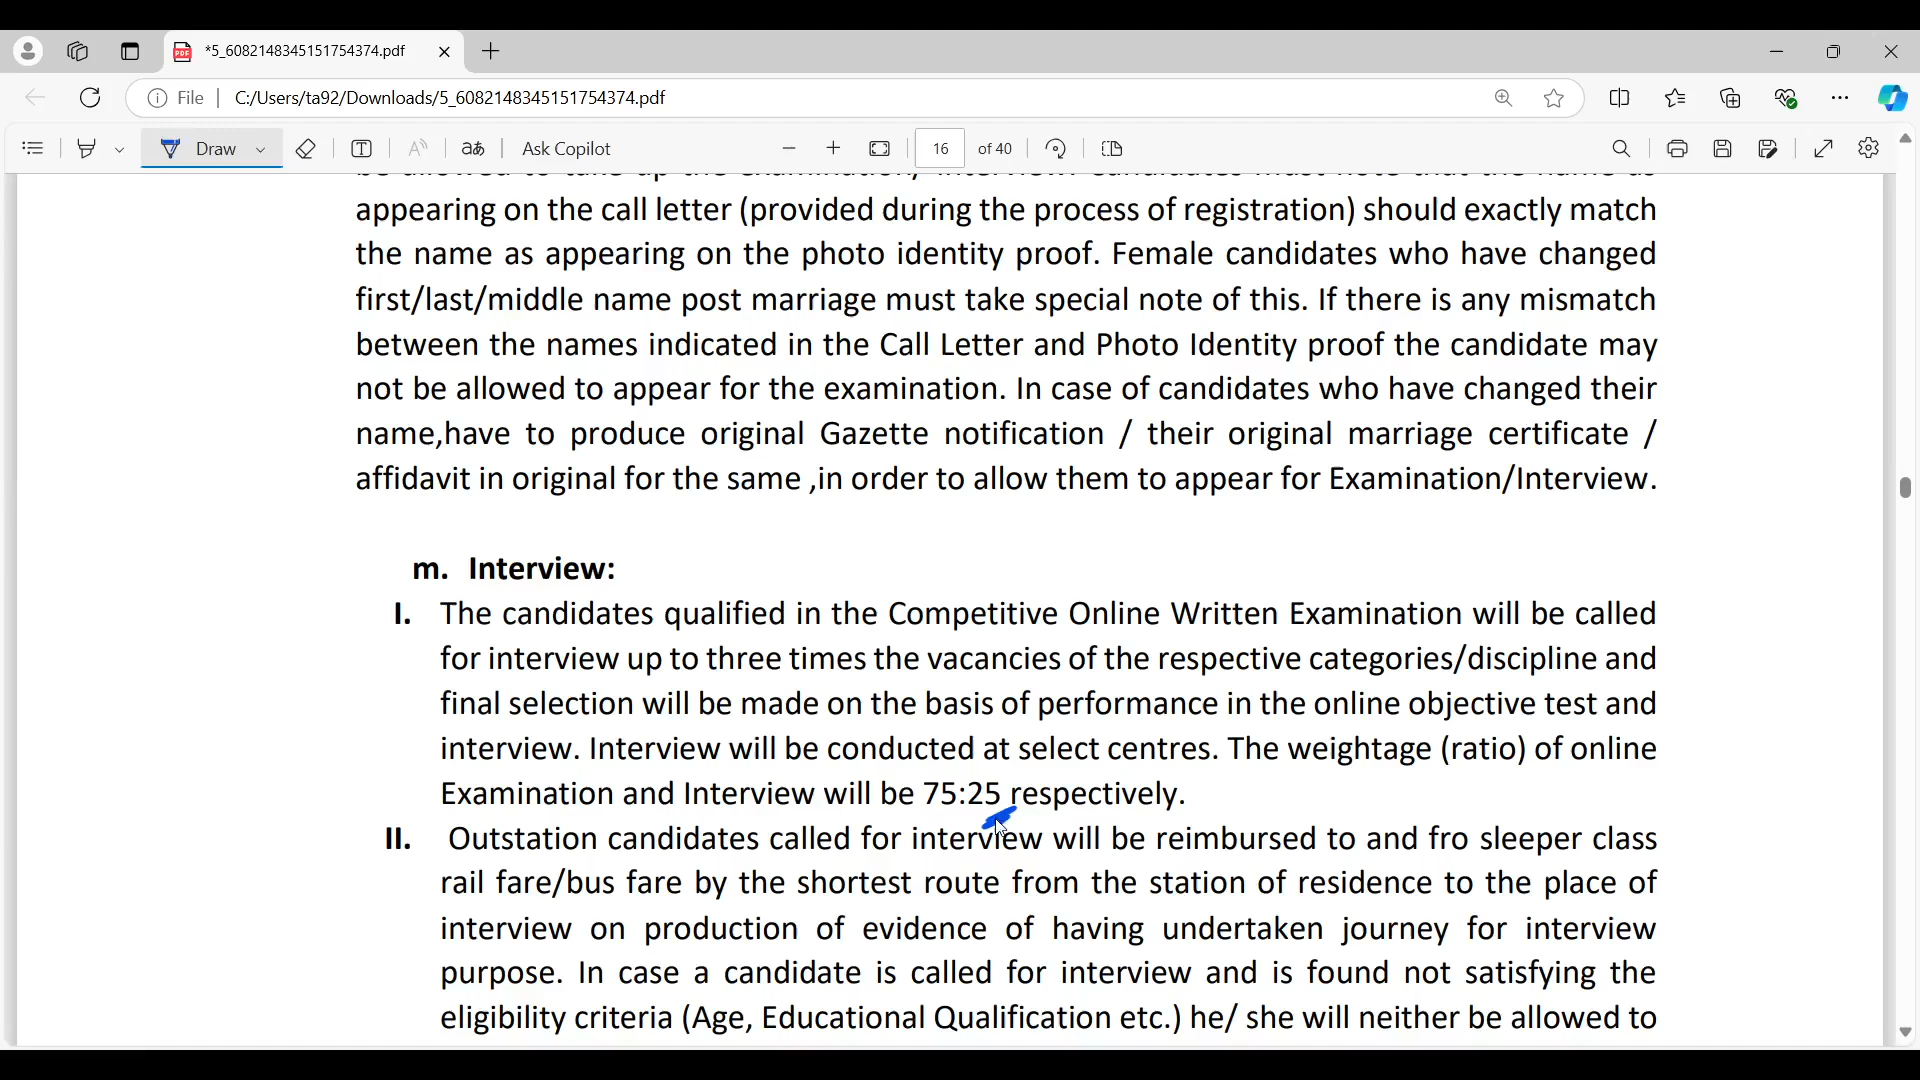 *5_6082148345151754374.pdf
File
C:/Users/ta92/Downloads/5_6082148345151754374.pdf
Draw
T
aあ
Ask Copilot
16 of 40
appearing on the call letter (provided during the process of registration) should exactly match
the name as appearing on the photo identity proof. Female candidates who have changed
first/last/middle name post marriage must take special note of this. If there is any mismatch
between the names indicated in the Call Letter and Photo Identity proof the candidate may
not be allowed to appear for the examination. In case of candidates who have changed their
name,have to produce original Gazette notification / their original marriage certificate /
affidavit in original for the same ,in order to allow them to appear for Examination/Interview.
m. Interview:
I. The candidates qualified in the Competitive Online Written Examination will be called
for interview up to three times the vacancies of the respective categories/discipline and
final selection will be made on the basis of performance in the online objective test and
interview. Interview will be conducted at select centres. The weightage (ratio) of online
Examination and Interview will be 75:25 respectively.
II. Outstation candidates called for interview will be reimbursed to and fro sleeper class
rail fare/bus fare by the shortest route from the station of residence to the place of
interview on production of evidence of having undertaken journey for interview
purpose. In case a candidate is called for interview and is found not satisfying the
eligibility criteria (Age, Educational Qualification etc.) he/ she will neither be allowed to